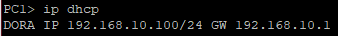 PC1> ip dhcp
DORA IP 192.168.10.100/24 GW 192.168.10.1